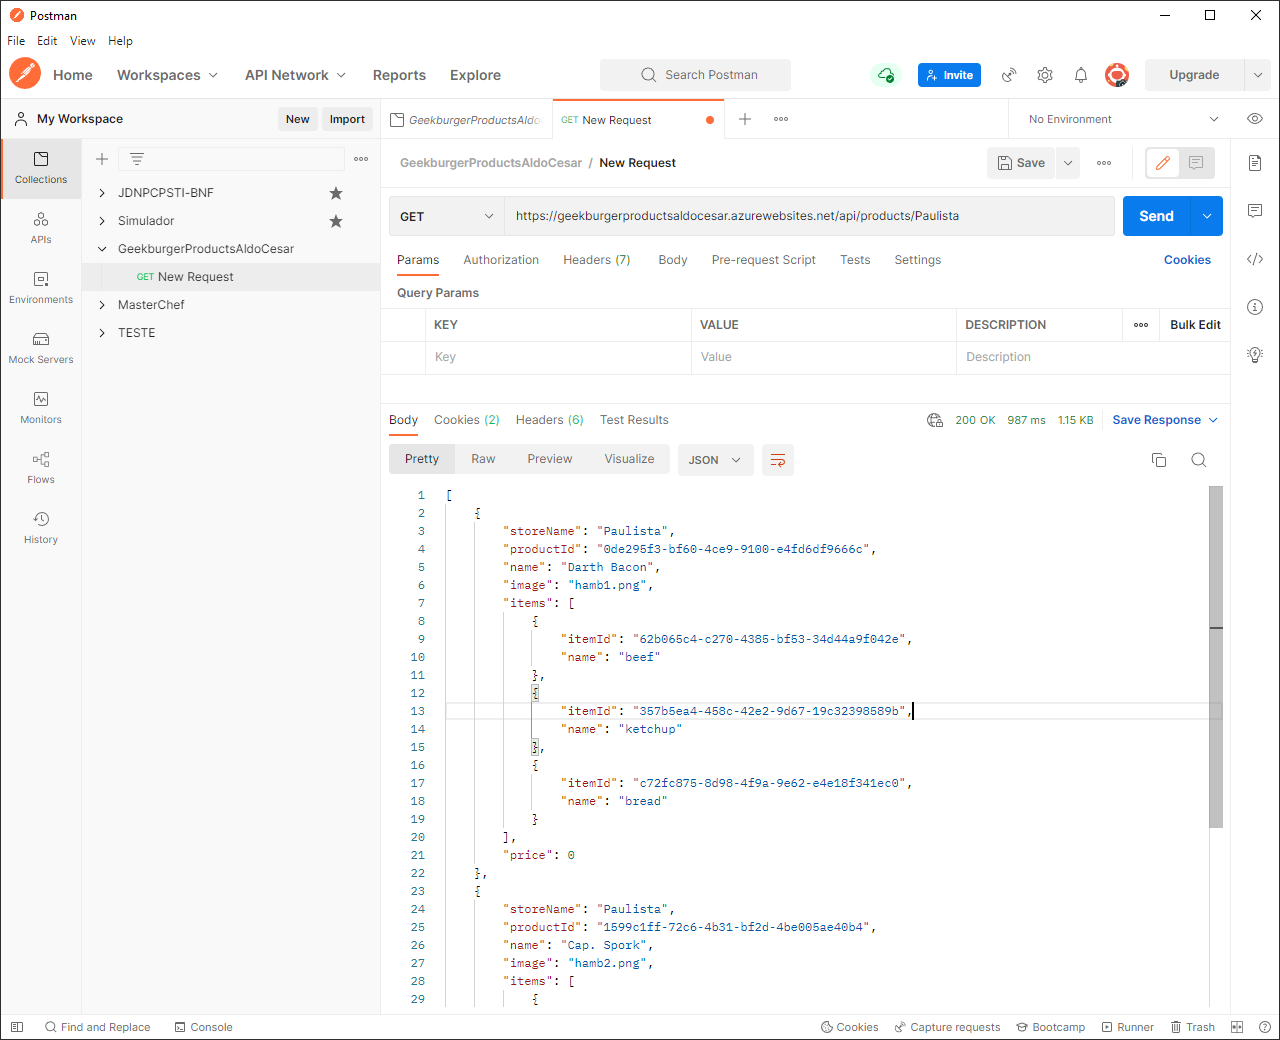 Postman
File Edit View Help
Home Workspaces API Network Reports Explore Search Postman Invite Upgrade
My Workspace New Import
GeekburgerProductsAldo GET New Request No Environment
Collections
APIs
Environments
Mock Servers
Monitors
Flows
History
JDNPCPSTI-BNF
Simulador
GeekburgerProductsAldoCesar
GET New Request
MasterChef
TESTE
GeekburgerProductsAldoCesar / New Request Save
GET https://geekburgerproductsaldocesar.azurewebsites.net/api/products/Paulista Send
Params Authorization Headers (7) Body Pre-request Script Tests Settings Cookies
Query Params
KEY VALUE DESCRIPTION Bulk Edit
Key Value Description
Body Cookies (2) Headers (6) Test Results 200 OK 987 ms 1.15 KB Save Response
Pretty Raw Preview Visualize JSON
1 [
2 {
3 "storeName": "Paulista",
4 "productId": "0de295f3-bf60-4ce9-9100-e4fd6df9666c",
5 "name": "Darth Bacon",
6 "image": "hamb1.png",
7 "items": [
8 {
9 "itemId": "62b065c4-c270-4385-bf53-34d44a9f042e",
10 "name": "beef"
11 },
12 {
13 "itemId": "357b5ea4-458c-42e2-9d67-19c32398589b",
14 "name": "ketchup"
15 },
16 {
17 "itemId": "c72fc875-8d98-4f9a-9e62-e4e18f341ec0",
18 "name": "bread"
19 }
20 ],
21 "price": 0
22 },
23 {
24 "storeName": "Paulista",
25 "productId": "1599c1ff-72c6-4b31-bf2d-4be005ae40b4",
26 "name": "Cap. Spork",
27 "image": "hamb2.png",
28 "items": [
29 {
Find and Replace Console Cookies Capture requests Bootcamp Runner Trash